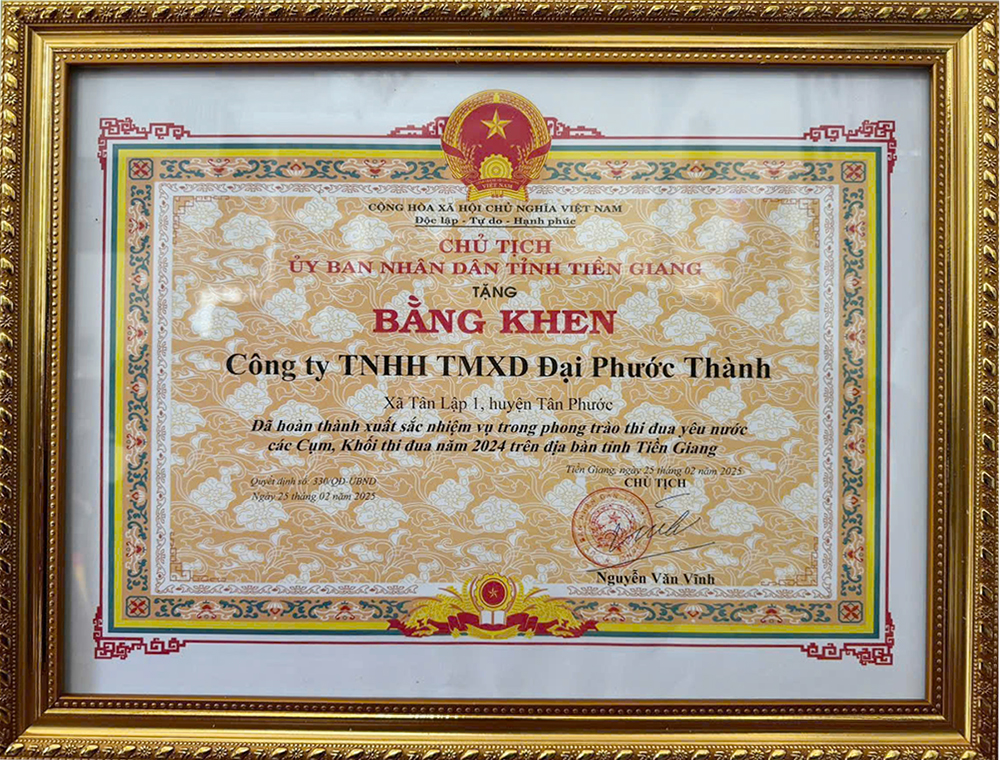 VIỆT NAM
CỘNG HÒA XÃ HỘI CHỦ NGHĨA VIỆT NAM
Độc lập - Tự do - Hạnh phúc
CHỦ TỊCH
ỦY BAN NHÂN DÂN TỈNH TIỀN GIANG
TẶNG
BẰNG KHEN
Công ty TNHH TMXD Đại Phước Thành
Xã Tân Lập 1, huyện Tân Phước
Đã hoàn thành xuất sắc nhiệm vụ trong phong trào thi đua yêu nước
các Cụm, Khối thi đua năm 2024 trên địa bàn tỉnh Tiền Giang
Tiền Giang, ngày 25 tháng 02 năm 2025
CHỦ TỊCH
Quyết định số: 330/QĐ-UBND
Ngày 25 tháng 02 năm 2025
Nguyễn Văn Vĩnh